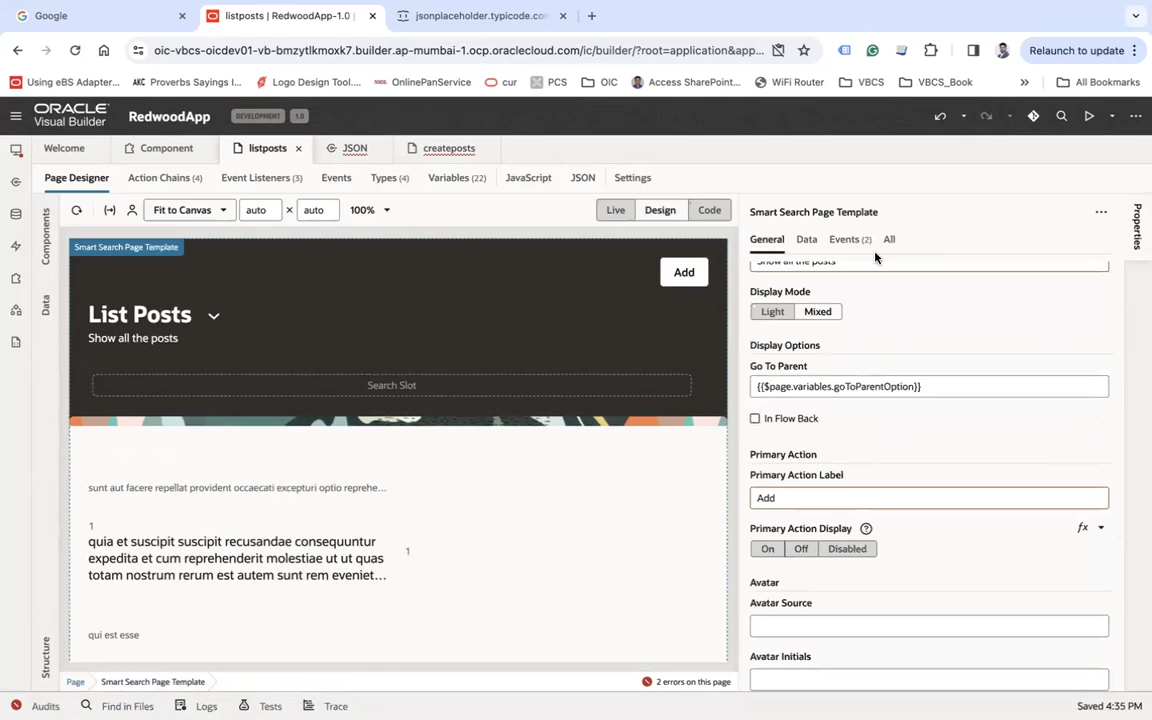 Google
listposts | RedwoodApp-1.0
jsonplaceholder.typicode.co
oic-vbcs-oicdev01-vb-bmzytlkmoxk7.builder.ap-mumbai-1.ocp.oraclecloud.com/ic/builder/?root=application&app...
Relaunch to update
Using eBS Adapter...
AKC Proverbs Sayings I...
Logo Design Tool....
OnlinePanService
cur
PCS
OIC
Access SharePoint...
WiFi Router
VBCS
VBCS_Book
»
All Bookmarks
ORACLE
Visual Builder
RedwoodApp
DEVELOPMENT
1.0
Welcome
Component
listposts
JSON
createposts
Page Designer
Action Chains (4)
Event Listeners (3)
Events
Types (4)
Variables (22)
JavaScript
JSON
Settings
Components
Data
Structure
Fit to Canvas
auto
×
auto
100%
Live
Design
Code
Smart Search Page Template
Add
List Posts
Show all the posts
Search Slot
sunt aut facere repellat provident occaecati excepturi optio reprehe...
1
quia et suscipit suscipit recusandae consequuntur
expedita et cum reprehenderit molestiae ut ut quas
totam nostrum rerum est autem sunt rem eveniet...
1
qui est esse
Page
Smart Search Page Template
2 errors on this page
Smart Search Page Template
Properties
General
Data
Events (2)
All
Show all the posts
Display Mode
Light
Mixed
Display Options
Go To Parent
{{$page.variables.goToParentOption}}
In Flow Back
Primary Action
Primary Action Label
Add
Primary Action Display
fx
On
Off
Disabled
Avatar
Avatar Source
Avatar Initials
Audits
Find in Files
Logs
Tests
Trace
Saved 4:35 PM